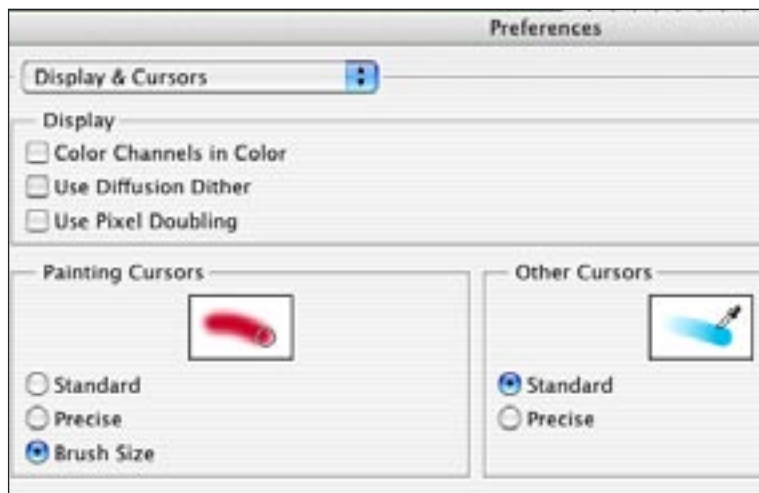 Preferences
Display & Cursors
Display
Color Channels in Color
Use Diffusion Dither
Use Pixel Doubling
Painting Cursors
Standard
Precise
Brush Size
Other Cursors
Standard
Precise